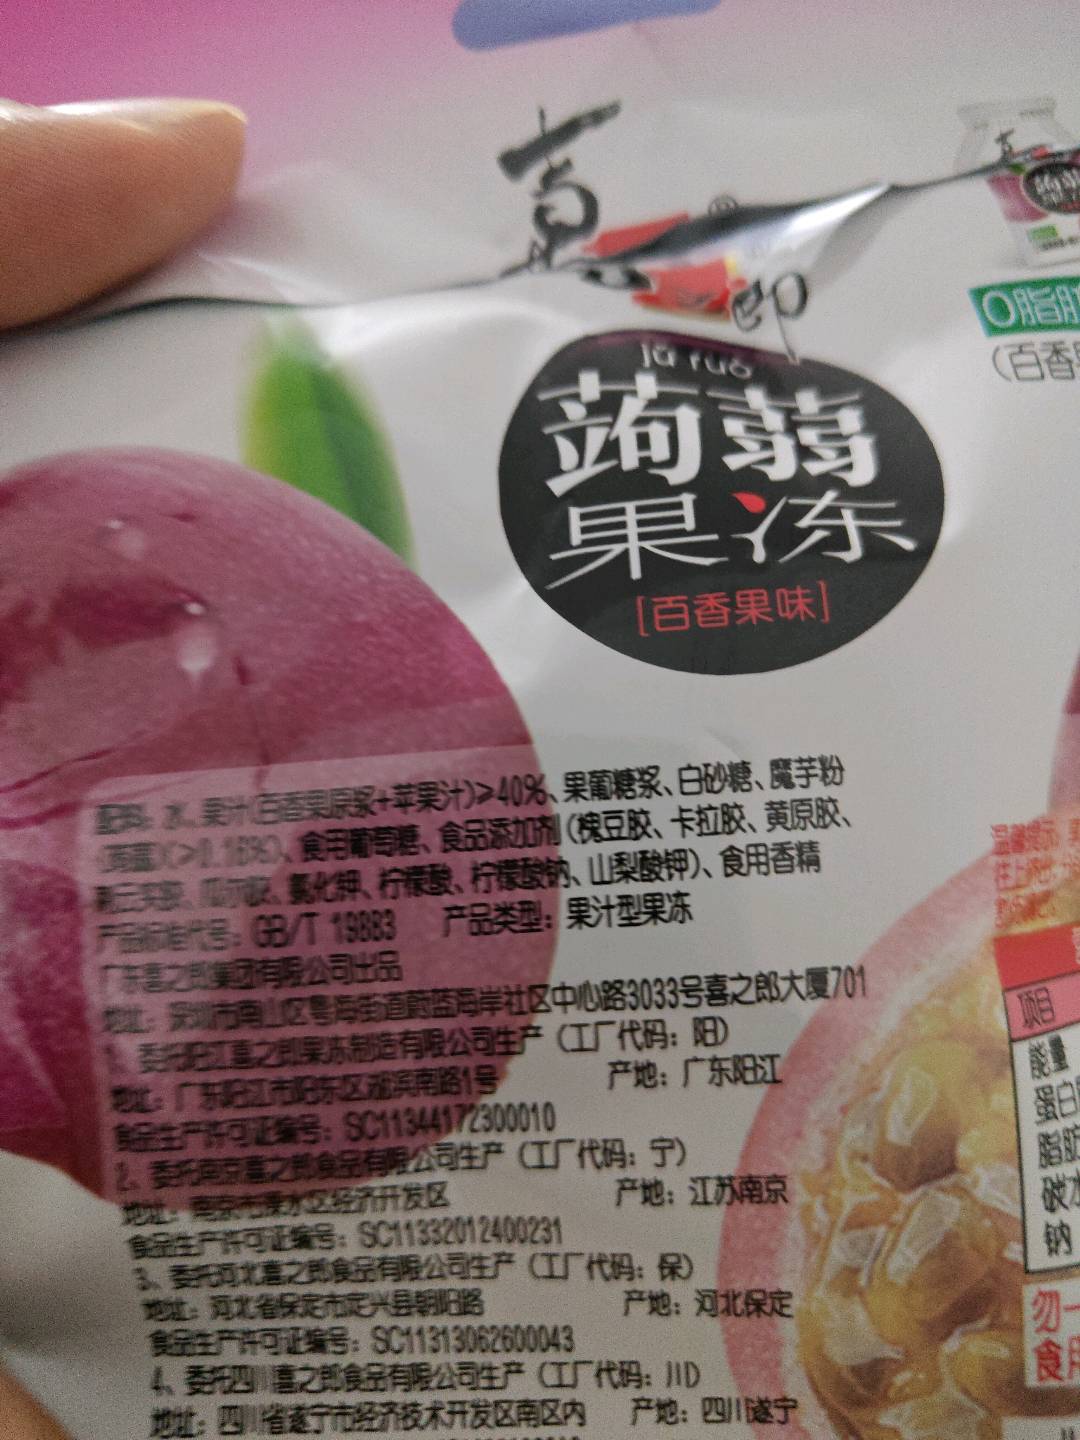 喜之郎®
jǔ ruò
蒟蒻
果冻
[百香果味]
0脂肪
(百香果
配料：水、果汁(百香果原浆+苹果汁)≥40%、果葡糖浆、白砂糖、魔芋粉
(蒟蒻)(≥0.16%)、食用葡萄糖、食品添加剂(槐豆胶、卡拉胶、黄原胶、
瓜尔胶、氯化钾、柠檬酸、柠檬酸钠、山梨酸钾)、食用香精
产品标准代号：GB/T 19883 产品类型：果汁型果冻
广东喜之郎集团有限公司出品
地址：深圳市南山区粤海街道蔚蓝海岸社区中心路3033号喜之郎大厦701
1、委托阳江喜之郎果冻制造有限公司生产（工厂代码：阳）
地址：广东阳江市阳东区湖滨南路1号 产地：广东阳江
食品生产许可证编号：SC11344172300010
2、委托南京喜之郎食品有限公司生产（工厂代码：宁）
地址：南京市溧水区经济开发区 产地：江苏南京
食品生产许可证编号：SC11332012400231
3、委托河北喜之郎食品有限公司生产（工厂代码：保）
地址：河北省保定市定兴县朝阳路 产地：河北保定
食品生产许可证编号：SC11313062600043
4、委托四川喜之郎食品有限公司生产（工厂代码：川）
地址：四川省遂宁市经济技术开发区南区内 产地：四川遂宁
温馨提示
项目
能量
蛋白
脂肪
碳水
钠
勿一
食用